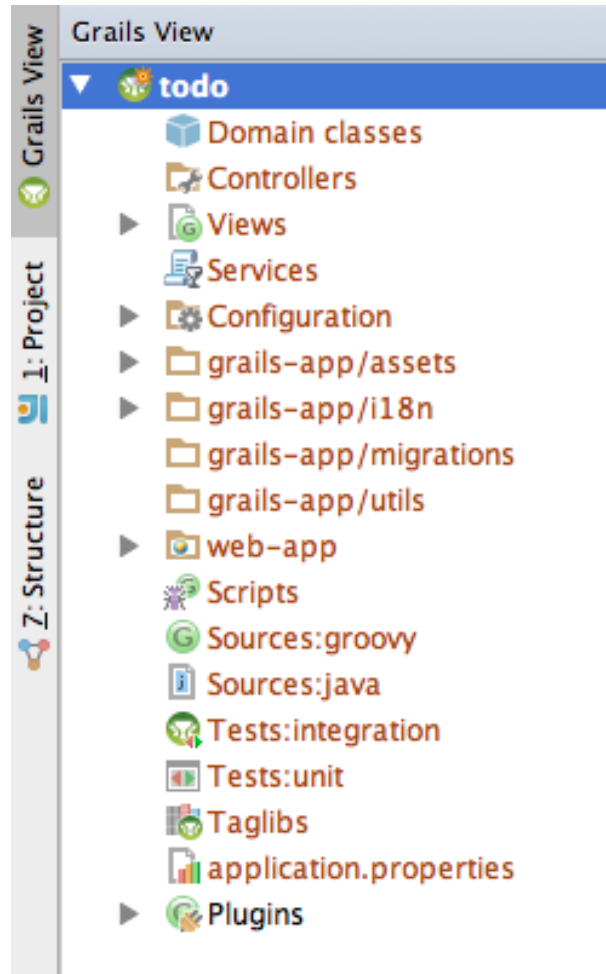 Grails View
1: Project
7: Structure
Grails View
todo
Domain classes
Controllers
Views
Services
Configuration
grails-app/assets
grails-app/i18n
grails-app/migrations
grails-app/utils
web-app
Scripts
Sources:groovy
Sources:java
Tests:integration
Tests:unit
Taglibs
application.properties
Plugins